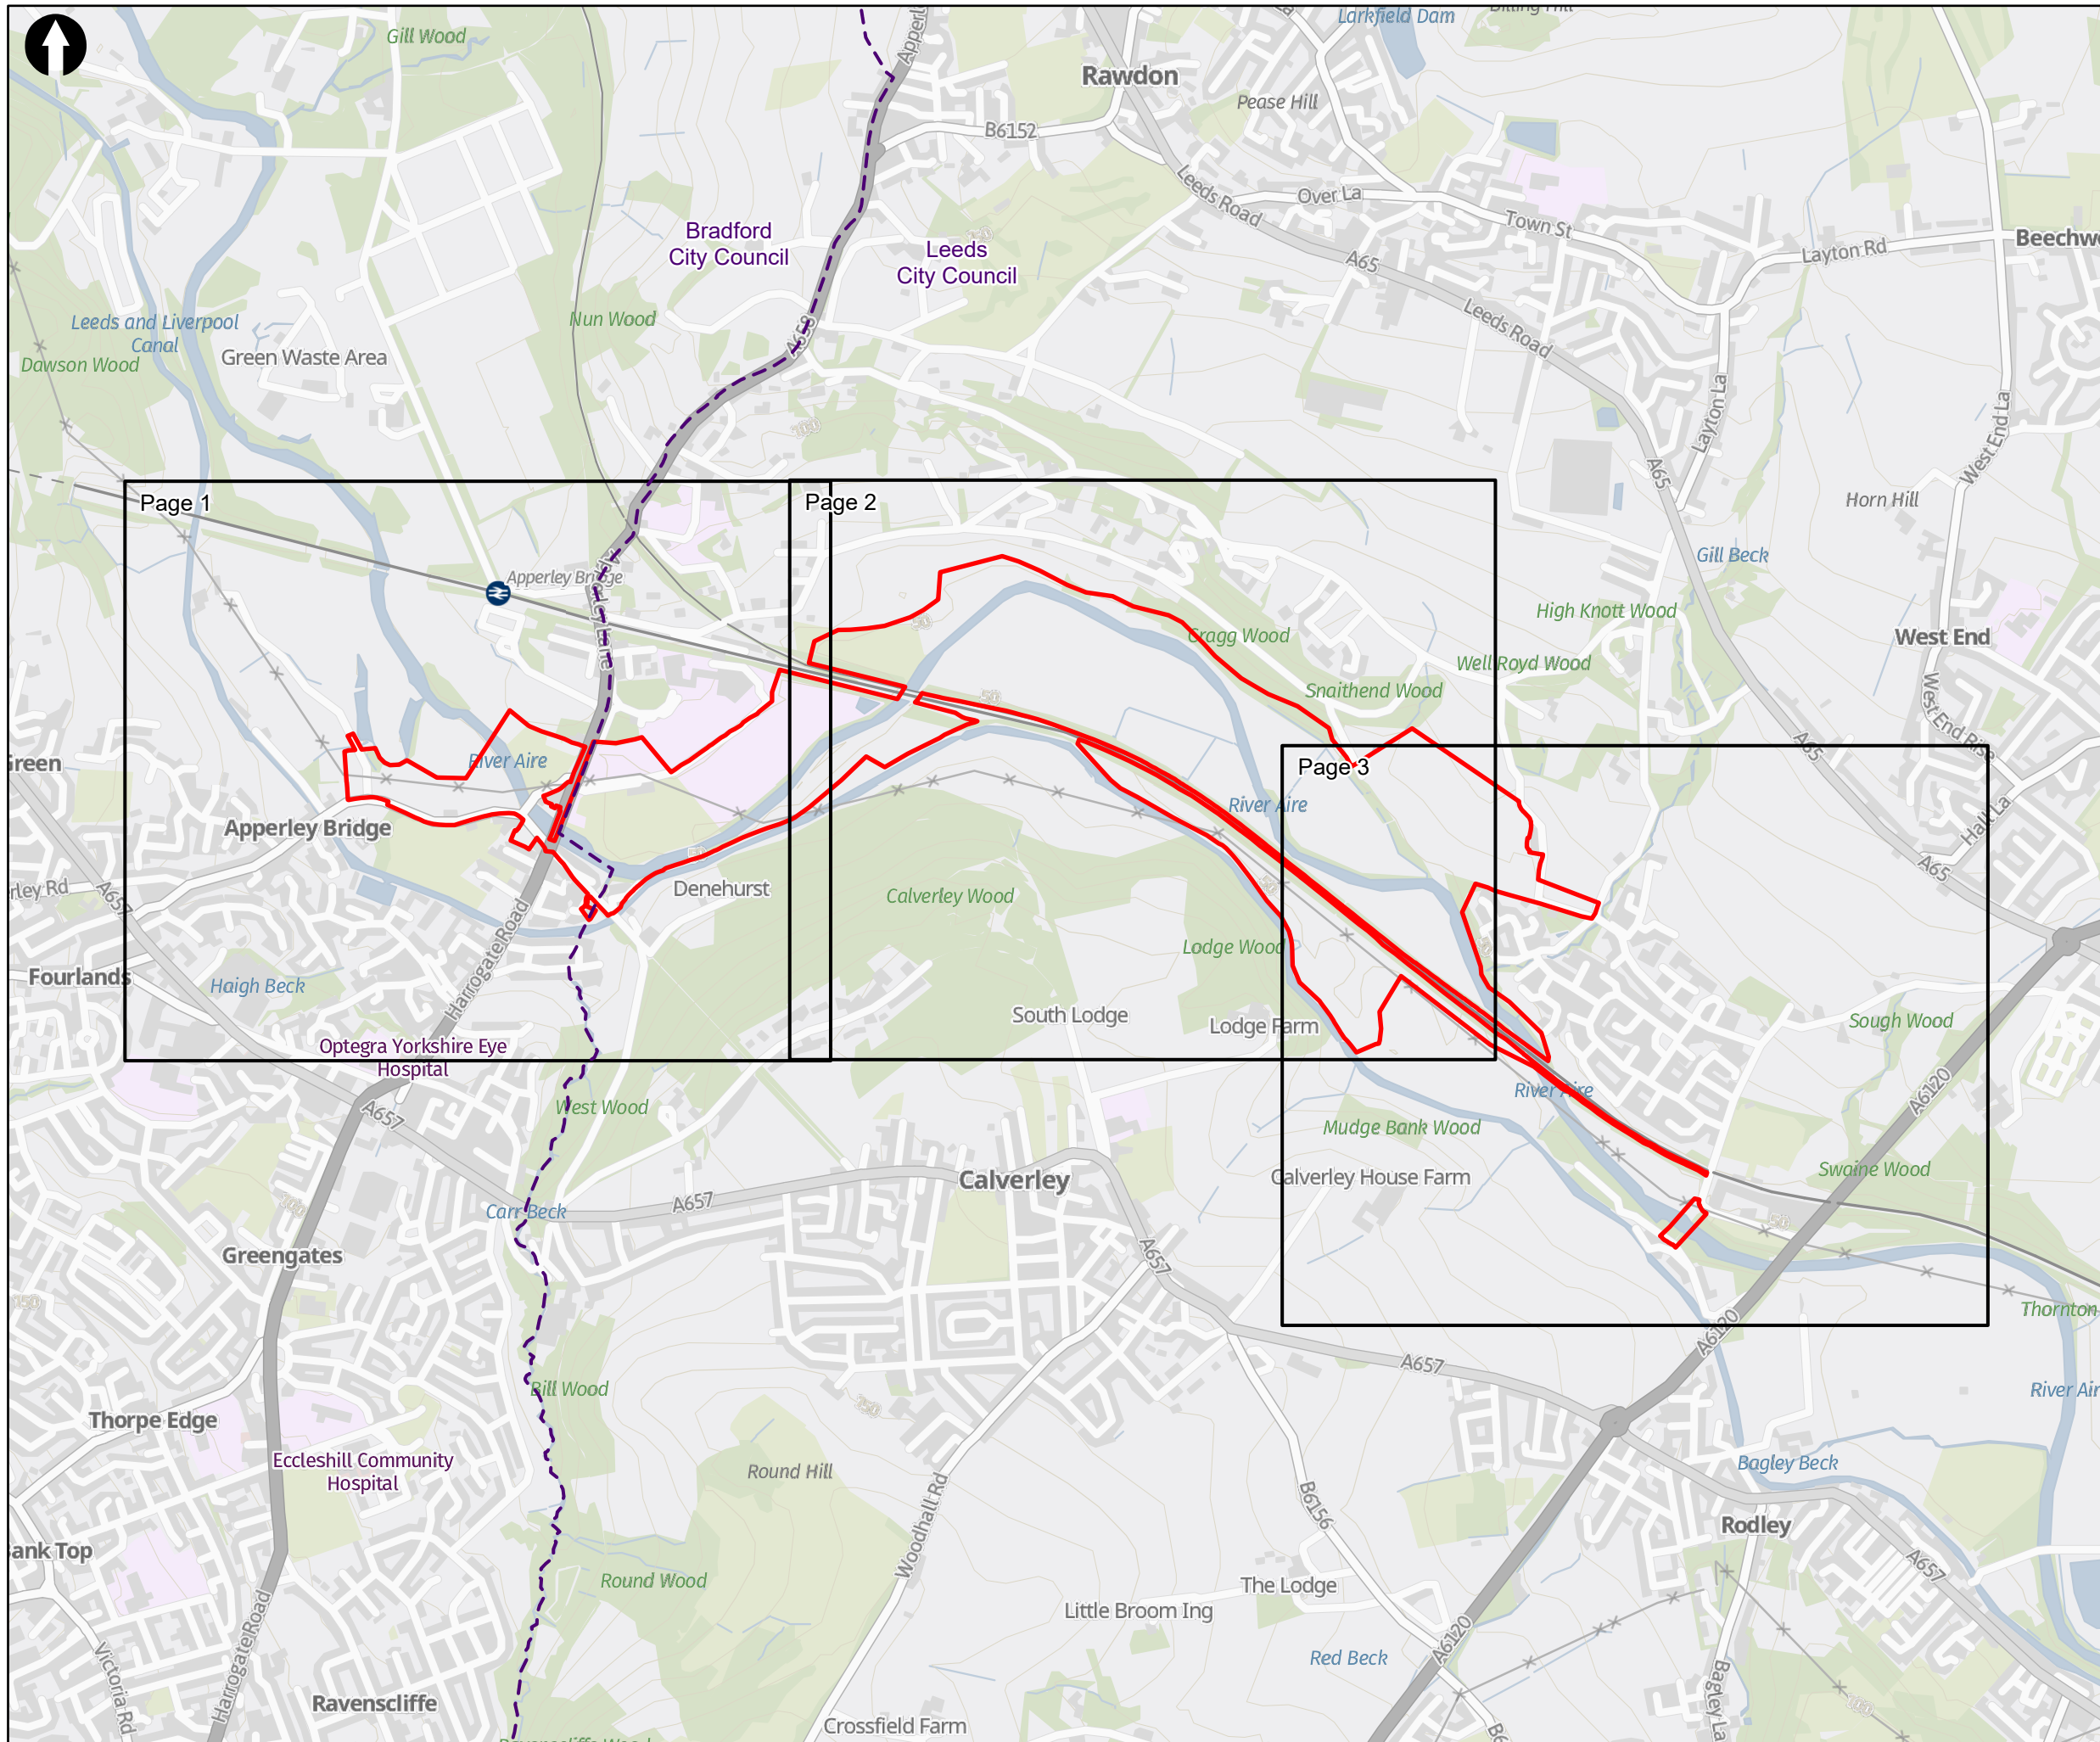 Gill Wood
Larkfield Dam
Rawdon
Pease Hill
B6152
Leeds Road
Over La
Town St
Layton Rd
Beechw
Bradford
City Council
Leeds
City Council
A65
Leeds Road
Nun Wood
Leeds and Liverpool
Canal
Green Waste Area
Dawson Wood
A658
Layton La
West End La
A65
Horn Hill
Page 1
Page 2
Gill Beck
Apperley Bridge
High Knott Wood
West End
Cragg Wood
Well Royd Wood
Snaithend Wood
West End Rise
A65
Green
River Aire
Page 3
River Aire
Apperley Bridge
Hall La
A65
rley Rd
A657
Denehurst
Calverley Wood
Lodge Wood
Fourlands
Haigh Beck
Harrogate Road
South Lodge
Lodge Farm
Sough Wood
Optegra Yorkshire Eye
Hospital
A657
West Wood
River Aire
A6120
Mudge Bank Wood
Calverley House Farm
Swaine Wood
Calverley
A657
Carr Beck
Greengates
A657
Thornton
A6120
A657
Bill Wood
River Air
Thorpe Edge
Eccleshill Community
Hospital
Round Hill
Woodhall Rd
B6156
Bagley Beck
Rodley
ank Top
A657
Round Wood
The Lodge
Little Broom Ing
Red Beck
A6120
Victoria Rd
Harrogate Road
Ravenscliffe
Bagley La
Crossfield Farm